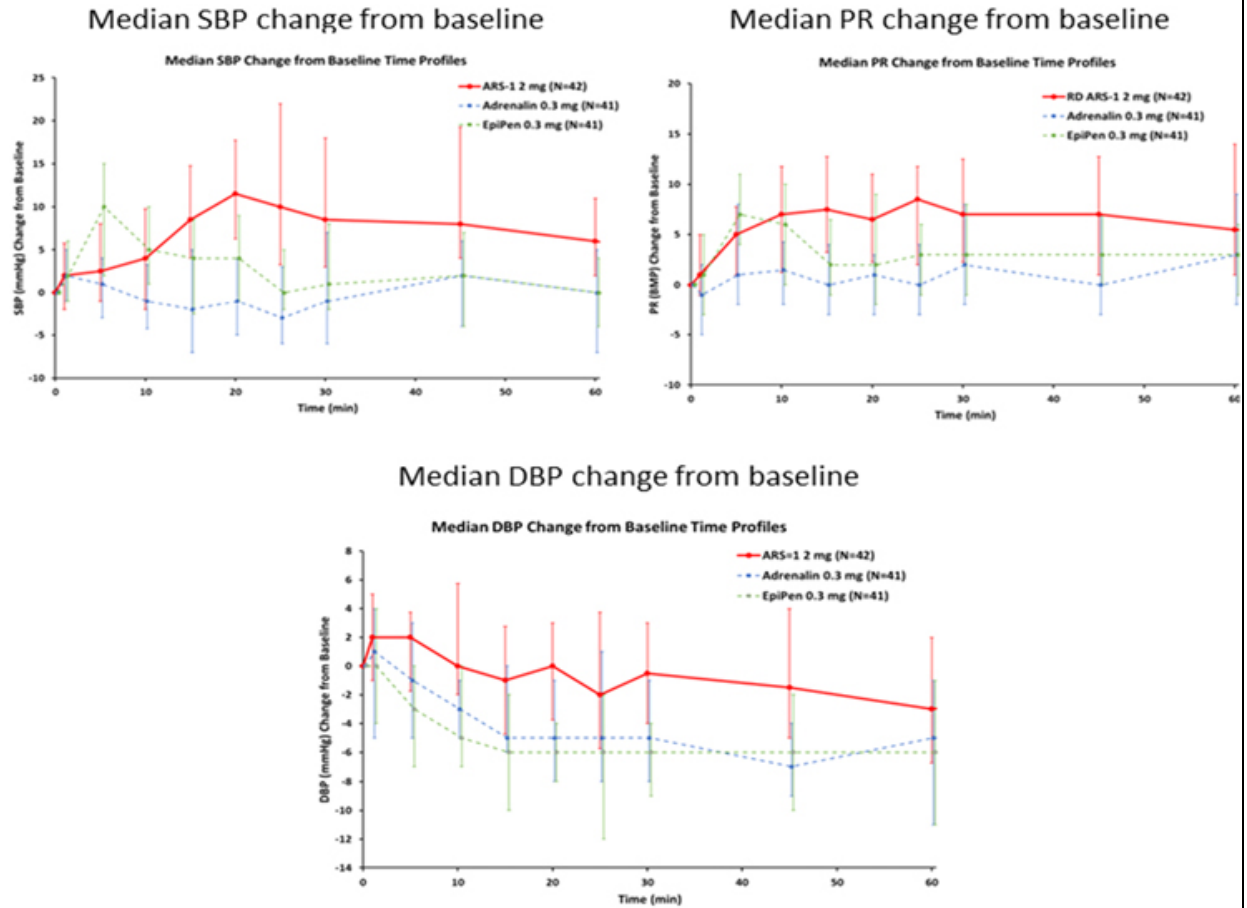 Median SBP change from baseline
Median SBP Change from Baseline Time Profiles
ARS-1 2 mg (N=42)
Adrenalin 0.3 mg (N=41)
EpiPen 0.3 mg (N=41)
SBP (mmHg) Change from Baseline
25
20
15
10
5
0
-5
-10
0
10
20
30
40
50
60
Time (min)
Median PR change from baseline
Median PR Change from Baseline Time Profiles
RD ARS-1 2 mg (N=42)
Adrenalin 0.3 mg (N=41)
EpiPen 0.3 mg (N=41)
PR (BMP) Change from Baseline
20
15
10
5
0
-5
-10
0
10
20
30
40
50
60
Time (min)
Median DBP change from baseline
Median DBP Change from Baseline Time Profiles
ARS=1 2 mg (N=42)
Adrenalin 0.3 mg (N=41)
EpiPen 0.3 mg (N=41)
DBP (mmHg) Change from Baseline
8
6
4
2
0
-2
-4
-6
-8
-10
-12
-14
0
10
20
30
40
50
60
Time (min)